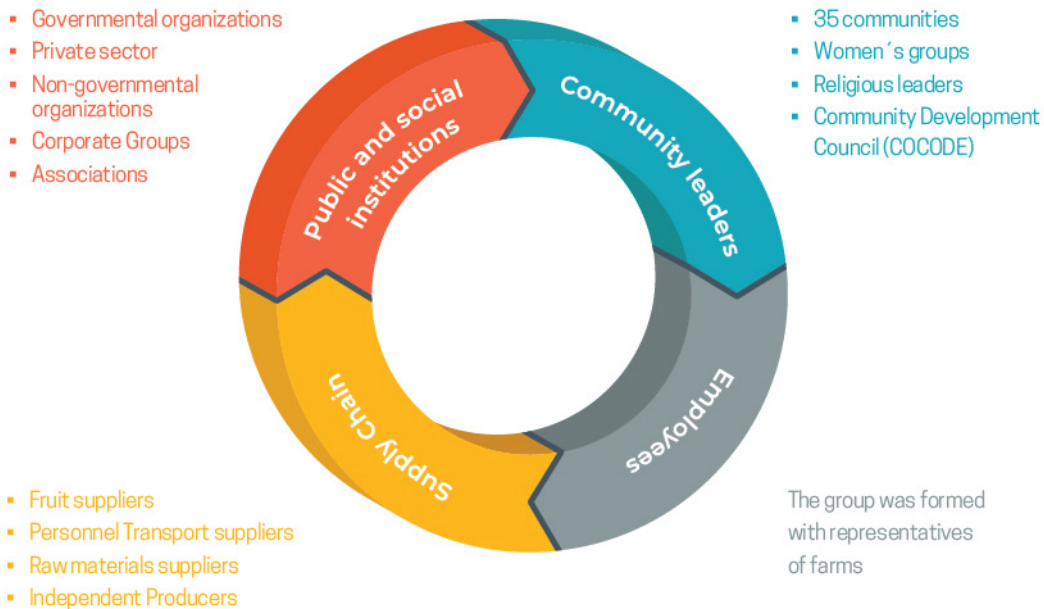 ▪ Governmental organizations
▪ Private sector
▪ Non-governmental
organizations
▪ Corporate Groups
▪ Associations
Public and social
institutions
Community leaders
▪ 35 communities
▪ Women´s groups
▪ Religious leaders
▪ Community Development
Council (COCODE)
Supply Chain
Employees
▪ Fruit suppliers
▪ Personnel Transport suppliers
▪ Raw materials suppliers
▪ Independent Producers
The group was formed
with representatives
of farms